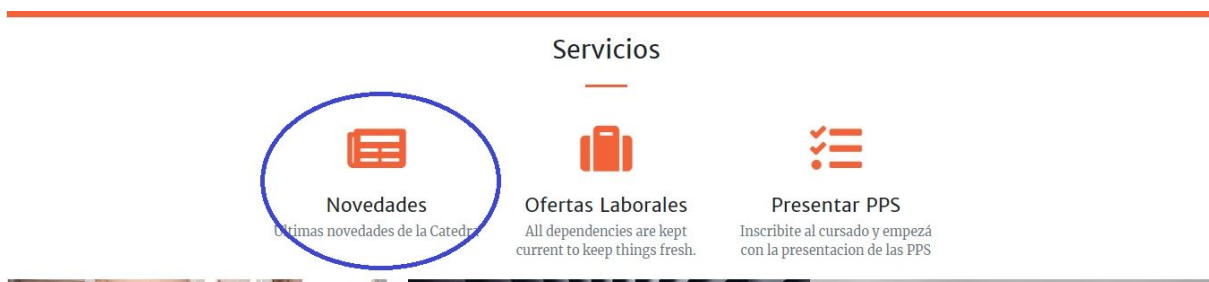 Servicios
Novedades
Ultimas novedades de la Catedra
Ofertas Laborales
All dependencies are kept
current to keep things fresh.
Presentar PPS
Inscribite al cursado y empezá
con la presentacion de las PPS